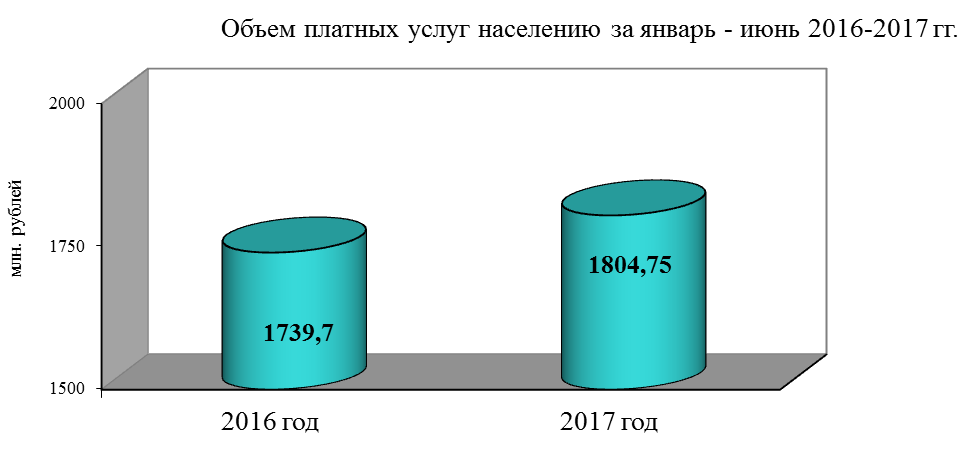 Объем платных услуг населению за январь - июнь 2016-2017 гг.
2000
млн. рублей
1750
1804,75
1739,7
1500
2016 год
2017 год